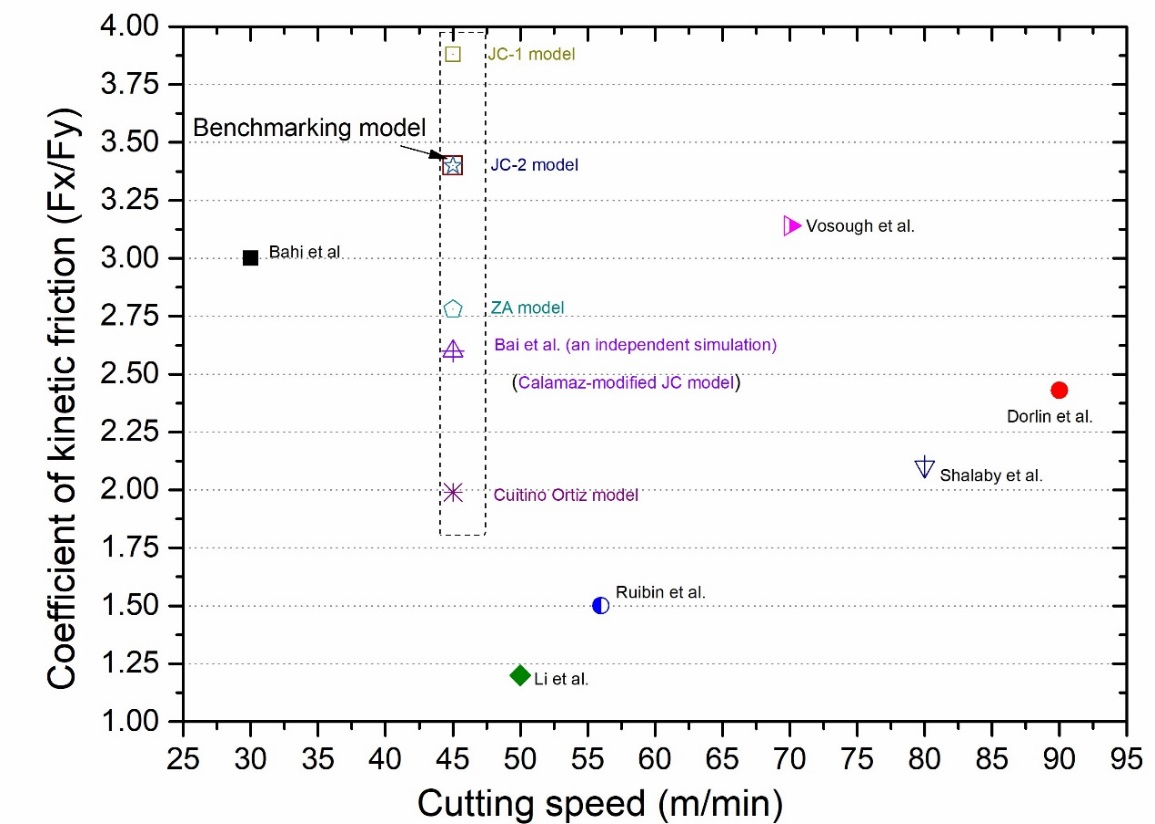 4.00
3.75
3.50
3.25
3.00
2.75
2.50
2.25
2.00
1.75
1.50
1.25
1.00
Coefficient of kinetic friction (Fx/Fy)
JC-1 model
Benchmarking model
JC-2 model
Vosough et al.
Bahi et al
ZA model
Bai et al. (an independent simulation)
(Calamaz-modified JC model)
Dorlin et al.
Shalaby et al.
Cuitino Ortiz model
Ruibin et al.
Li et al.
25 30 35 40 45 50 55 60 65 70 75 80 85 90 95
Cutting speed (m/min)